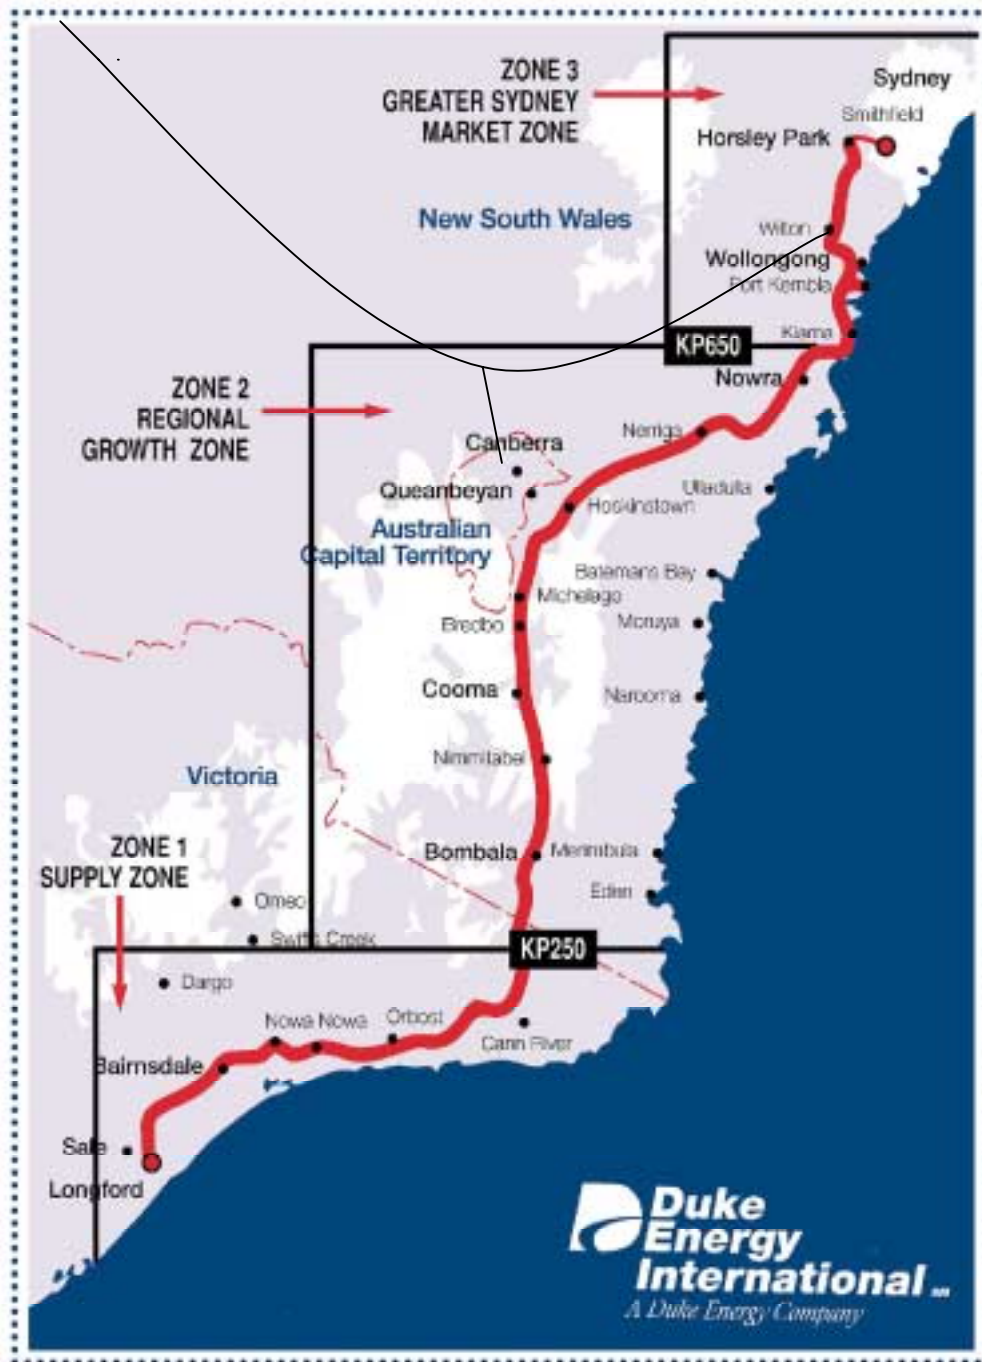 ZONE 3
GREATER SYDNEY
MARKET ZONE
Sydney
Smithfield
Horsley Park
New South Wales
Wilton
Wollongong
Port Kembla
Kiama
KP650
Nowra
ZONE 2
REGIONAL
GROWTH ZONE
Nerriga
Canberra
Queanbeyan
Ulladulla
Hoskinstown
Australian
Capital Territory
Batemans Bay
Michelago
Bredbo
Moruya
Cooma
Narooma
Nimmitabel
Victoria
ZONE 1
SUPPLY ZONE
Bombala
Merimbula
Eden
Omeo
Swifts Creek
KP250
Dargo
Nowa Nowa
Orbost
Cann River
Bairnsdale
Sale
Longford
Duke
Energy
International
A Duke Energy Company